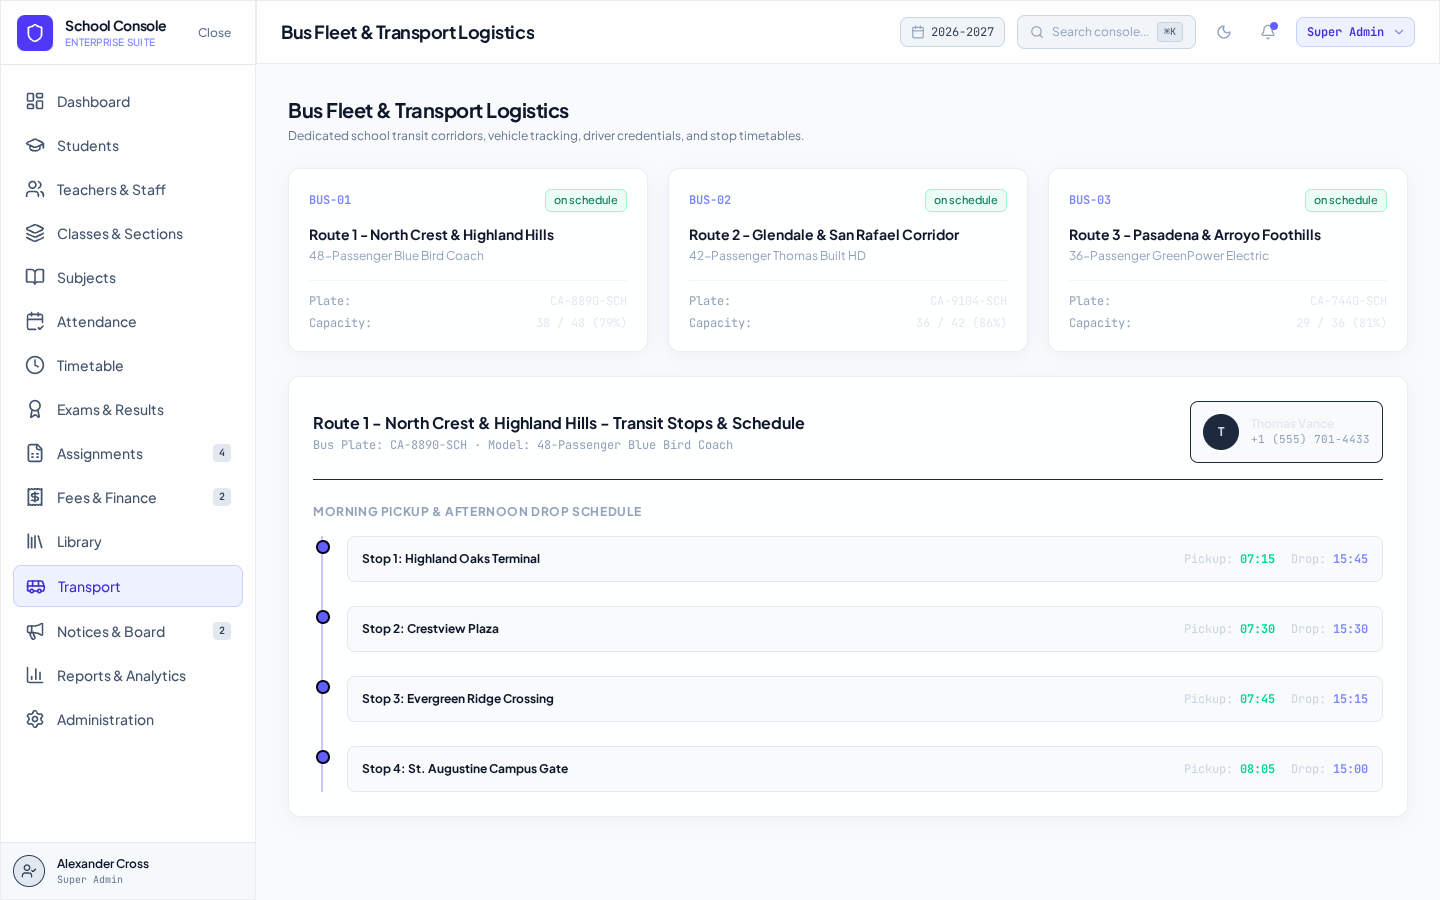 School Console
ENTERPRISE SUITE
Close
Dashboard
Students
Teachers & Staff
Classes & Sections
Subjects
Attendance
Timetable
Exams & Results
Assignments 4
Fees & Finance 2
Library
Transport
Notices & Board 2
Reports & Analytics
Administration
Alexander Cross
Super Admin
Bus Fleet & Transport Logistics
2026-2027
Search console... ⌘K
Super Admin
Bus Fleet & Transport Logistics
Dedicated school transit corridors, vehicle tracking, driver credentials, and stop timetables.
BUS-01 on schedule
Route 1 - North Crest & Highland Hills
48-Passenger Blue Bird Coach
Plate: CA-8890-SCH
Capacity: 38 / 48 (79%)
BUS-02 on schedule
Route 2 - Glendale & San Rafael Corridor
42-Passenger Thomas Built HD
Plate: CA-9104-SCH
Capacity: 36 / 42 (86%)
BUS-03 on schedule
Route 3 - Pasadena & Arroyo Foothills
36-Passenger GreenPower Electric
Plate: CA-7440-SCH
Capacity: 29 / 36 (81%)
Route 1 - North Crest & Highland Hills - Transit Stops & Schedule
Bus Plate: CA-8890-SCH · Model: 48-Passenger Blue Bird Coach
T
Thomas Vance
+1 (555) 701-4433
MORNING PICKUP & AFTERNOON DROP SCHEDULE
Stop 1: Highland Oaks Terminal Pickup: 07:15 Drop: 15:45
Stop 2: Crestview Plaza Pickup: 07:30 Drop: 15:30
Stop 3: Evergreen Ridge Crossing Pickup: 07:45 Drop: 15:15
Stop 4: St. Augustine Campus Gate Pickup: 08:05 Drop: 15:00